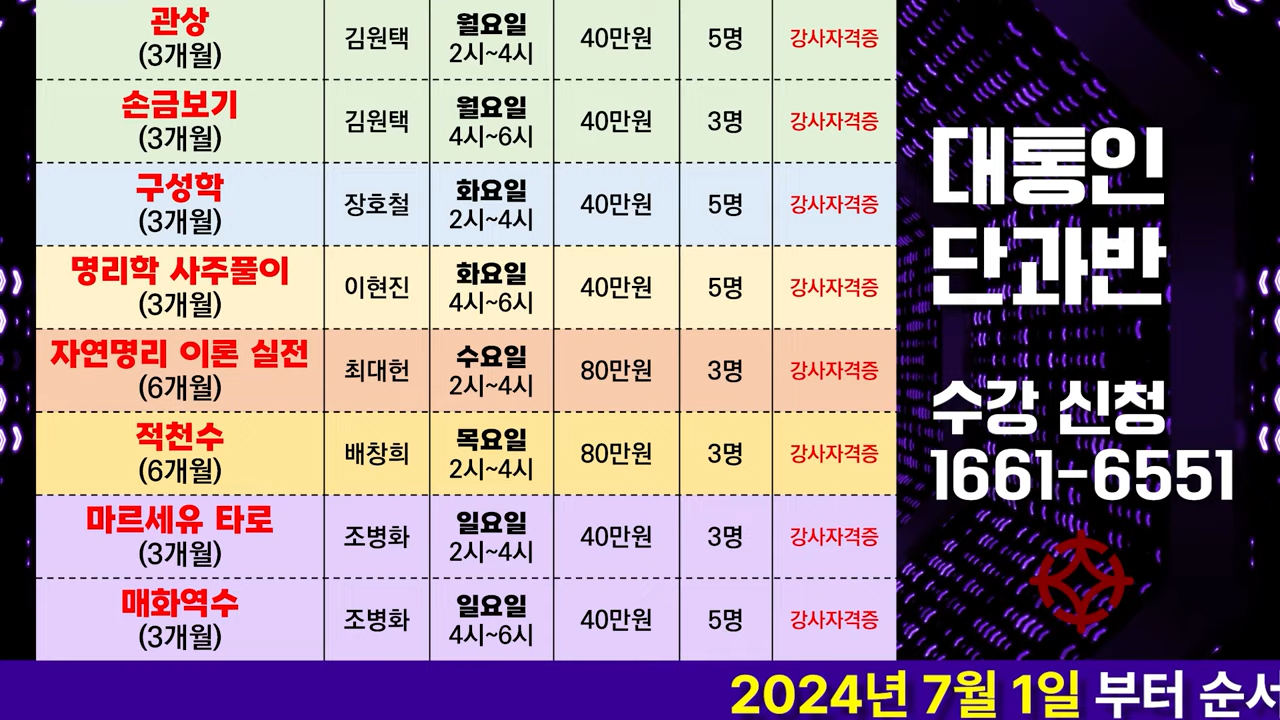 관상
(3개월)
김원택
월요일
2시~4시
40만원
5명
강사자격증
손금보기
(3개월)
김원택
월요일
4시~6시
40만원
3명
강사자격증
구성학
(3개월)
장호철
화요일
2시~4시
40만원
5명
강사자격증
명리학 사주풀이
(3개월)
이현진
화요일
4시~6시
40만원
5명
강사자격증
자연명리 이론 실전
(6개월)
최대헌
수요일
2시~4시
80만원
3명
강사자격증
적천수
(6개월)
배창희
목요일
2시~4시
80만원
3명
강사자격증
마르세유 타로
(3개월)
조병화
일요일
2시~4시
40만원
3명
강사자격증
매화역수
(3개월)
조병화
일요일
4시~6시
40만원
5명
강사자격증
대통인
단과반
수강 신청
1661-6551
2024년 7월 1일 부터 순서